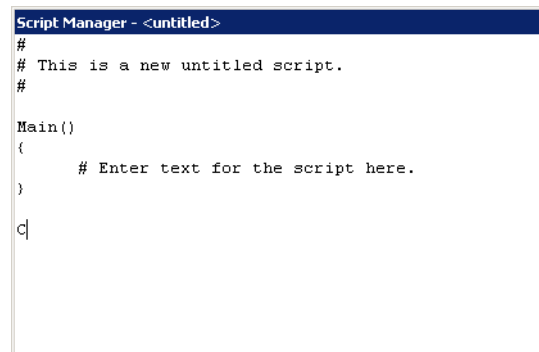 Script Manager - <untitled>
#
# This is a new untitled script.
#
Main()
{
# Enter text for the script here.
}
C